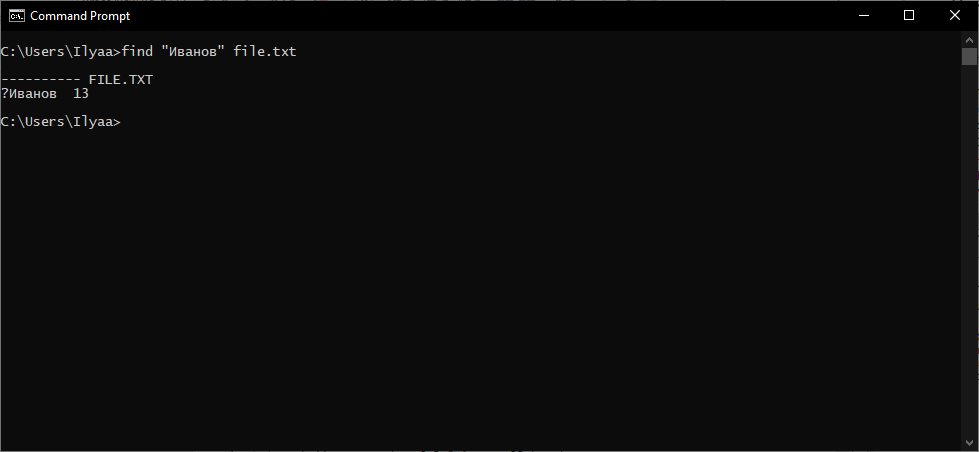 Command Prompt
C:\Users\Ilyaa>find "Иванов" file.txt
---------- FILE.TXT
?Иванов  13
C:\Users\Ilyaa>